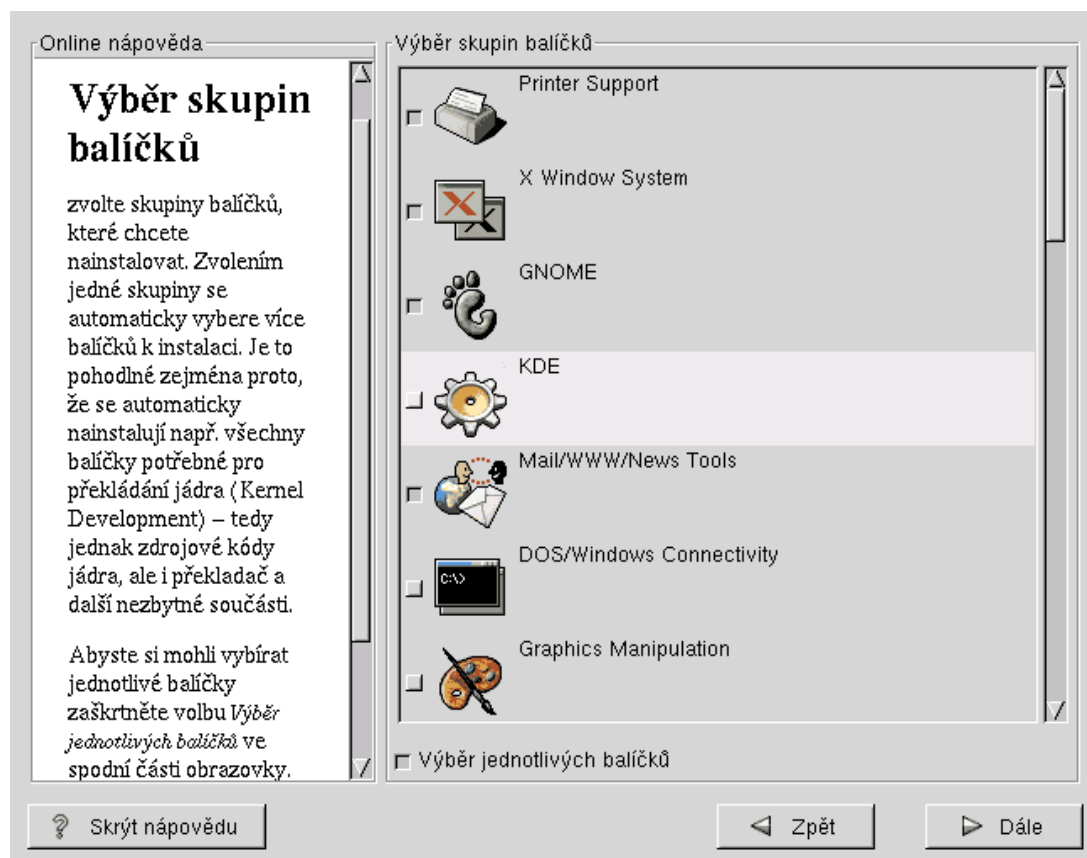 Online nápověda
Výběr skupin
balíčků
zvolte skupiny balíčků,
které chcete
nainstalovat. Zvolením
jedné skupiny se
automaticky vybere více
balíčků k instalaci. Je to
pohodlné zejména proto,
že se automaticky
nainstalují např. všechny
balíčky potřebné pro
překládání jádra (Kernel
Development) – tedy
jednak zdrojové kódy
jádra, ale i překladač a
další nezbytné součásti.
Abyste si mohli vybírat
jednotlivé balíčky
zaškrtněte volbu Výběr
jednotlivých balíčků ve
spodní části obrazovky.
Výběr skupin balíčků
Printer Support
X Window System
GNOME
KDE
Mail/WWW/News Tools
DOS/Windows Connectivity
C:\>
Graphics Manipulation
Výběr jednotlivých balíčků
Skrýt nápovědu
Zpět
Dále